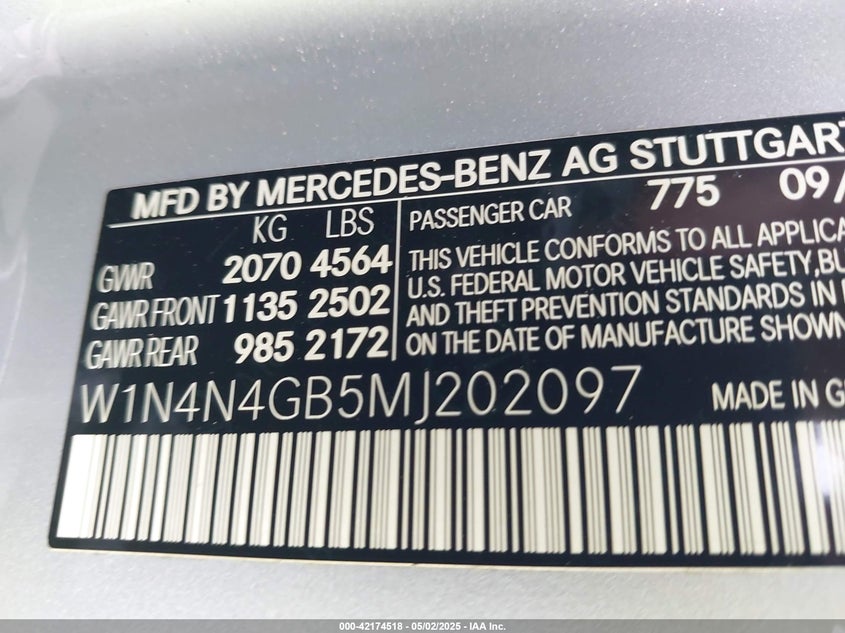 MFD BY MERCEDES-BENZ AG STUTTGART
KG LBS
GVWR 2070 4564
GAWR FRONT 1135 2502
GAWR REAR 985 2172
775 09/
PASSENGER CAR
THIS VEHICLE CONFORMS TO ALL APPLICA
U.S. FEDERAL MOTOR VEHICLE SAFETY,BU
AND THEFT PREVENTION STANDARDS IN
ON THE DATE OF MANUFACTURE SHOWN
W1N4N4GB5MJ202097 MADE IN G
000-42174518 - 05/02/2025 - IAA Inc.